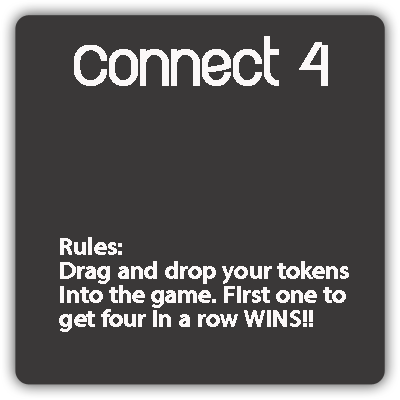 connect 4
Rules:
Drag and drop your tokens
Into the game. First one to
get four in a row WINS!!